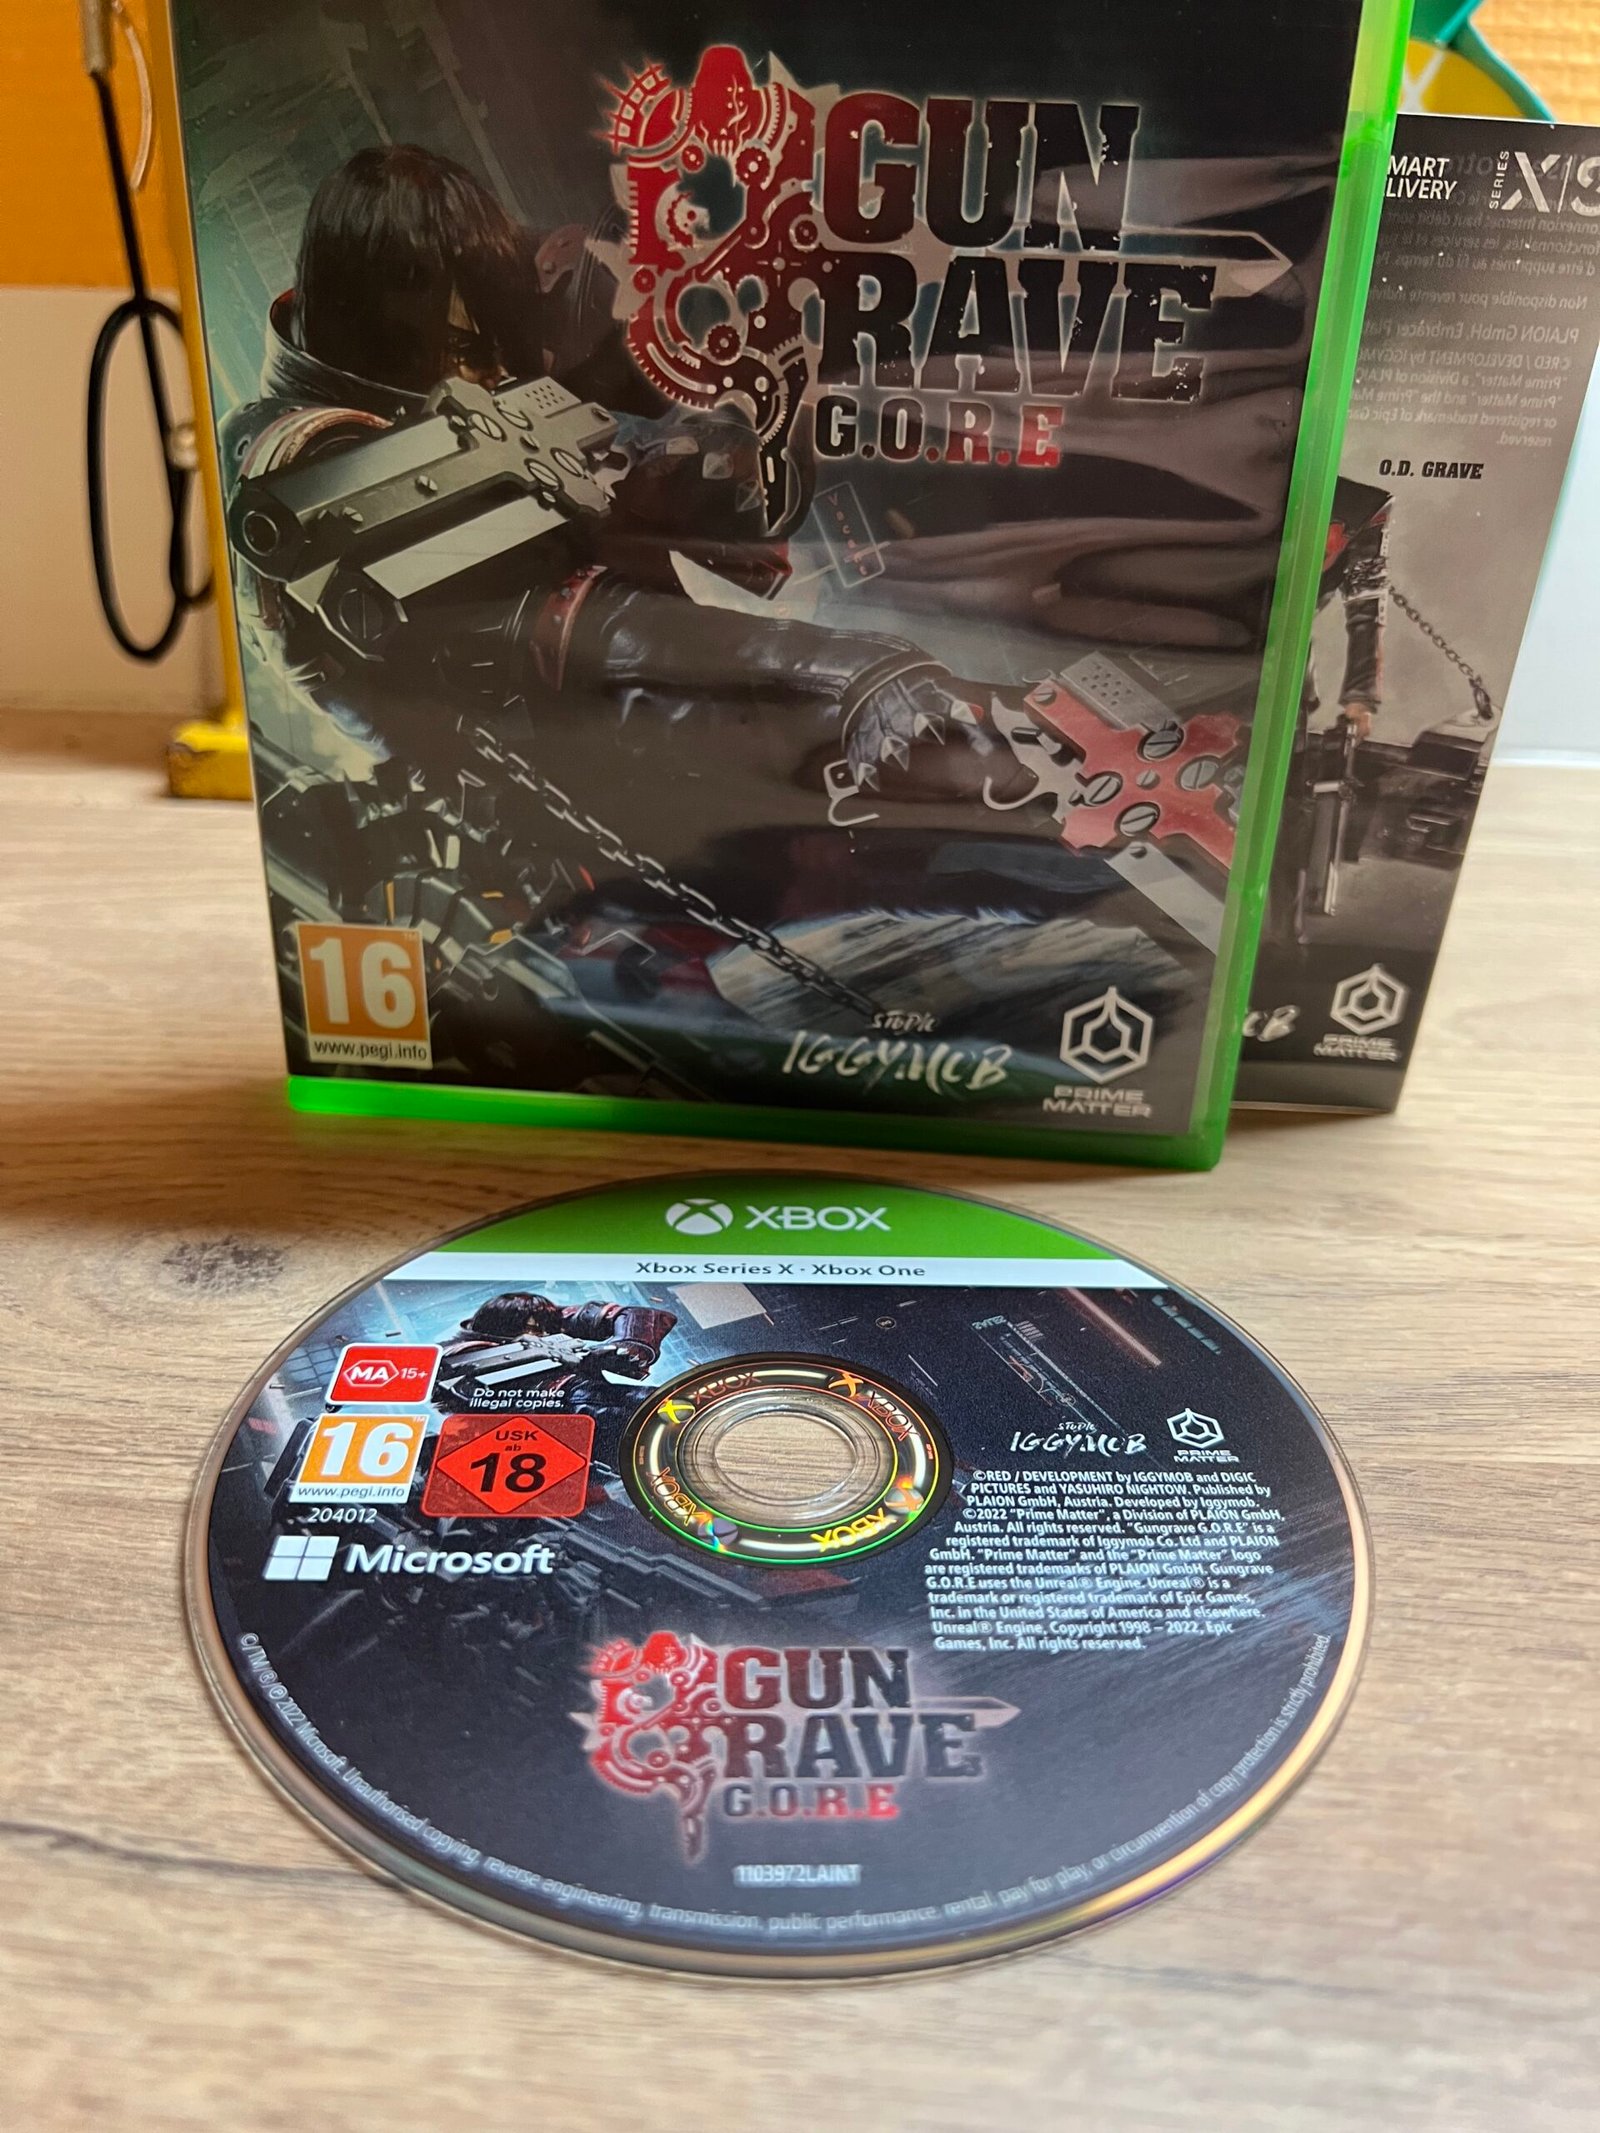 GUN
GRAVE
G.O.R.E
16
www.pegi.info
STUDIO
IGGYMOB
PRIME
MATTER
MART
LIVERY
SERIES
X|S
Non disponible pour revente
PLAION GmbH, Embracer
O.D. GRAVE
PRIME
MATTER
XBOX
Xbox Series X - Xbox One
MA 15+
Do not make
illegal copies.
16
www.pegi.info
USK
ab
18
204012
Microsoft
XBOX
XBOX
XBOX
XBOX
STUDIO
IGGYMOB
PRIME
MATTER
©RED / DEVELOPMENT by IGGYMOB and DIGIC
PICTURES and YASUHIRO NIGHTOW. Published by
PLAION GmbH, Austria. Developed by Iggymob.
©2022 "Prime Matter", a Division of PLAION GmbH,
Austria. All rights reserved. "Gungrave G.O.R.E" is a
registered trademark of Iggymob Co. Ltd and PLAION
GmbH. "Prime Matter" and the "Prime Matter" logo
are registered trademarks of PLAION GmbH. Gungrave
G.O.R.E uses the Unreal® Engine. Unreal® is a
trademark or registered trademark of Epic Games,
Inc. in the United States of America and elsewhere.
Unreal® Engine, Copyright 1998 – 2022, Epic
Games, Inc. All rights reserved.
GUN
GRAVE
G.O.R.E
1103972LAINT
©/TM/®/℗ 2022 Microsoft. Unauthorised copying, reverse engineering, transmission, public performance, rental, pay for play, or circumvention of copy protection is strictly prohibited.